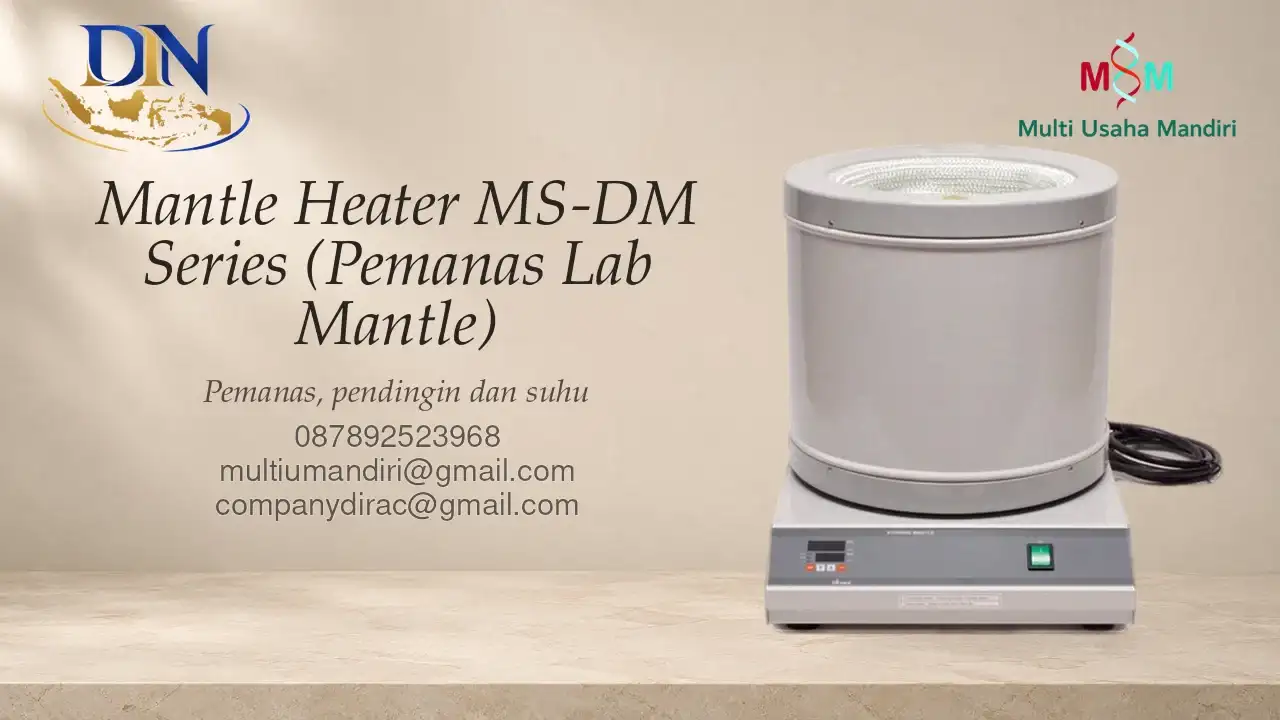 DIN
MSM
Multi Usaha Mandiri
Mantle Heater MS-DM
Series (Pemanas Lab
Mantle)
Pemanas, pendingin dan suhu
087892523968
multiumandiri@gmail.com
companydirac@gmail.com